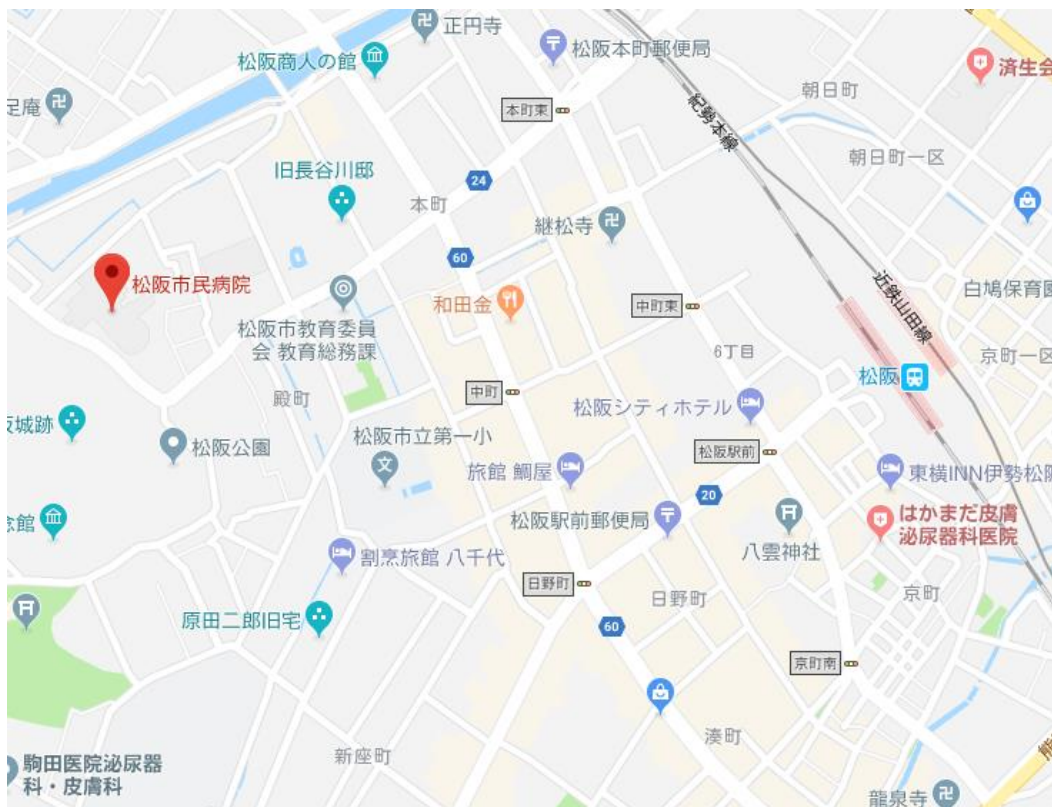 正円寺
松阪商人の館
松阪本町郵便局
済生会
足庵
本町東
紀勢本線
朝日町
朝日町一区
旧長谷川邸
24
本町
継松寺
60
松阪市民病院
和田金
中町東
近鉄山田線
白鳩保育園
松阪市教育委員
会 教育総務課
6丁目
京町一区
松阪
殿町
中町
松阪シティホテル
阪城跡
松阪公園
松阪市立第一小
文
松阪駅前
旅館 鯛屋
東横INN伊勢松阪
20
念館
松阪駅前郵便局
はかまだ皮膚
泌尿器科医院
八雲神社
割烹旅館 八千代
日野町
日野町
京町
原田二郎旧宅
60
京町南
湊町
新座町
駒田医院泌尿器
科・皮膚科
龍泉寺